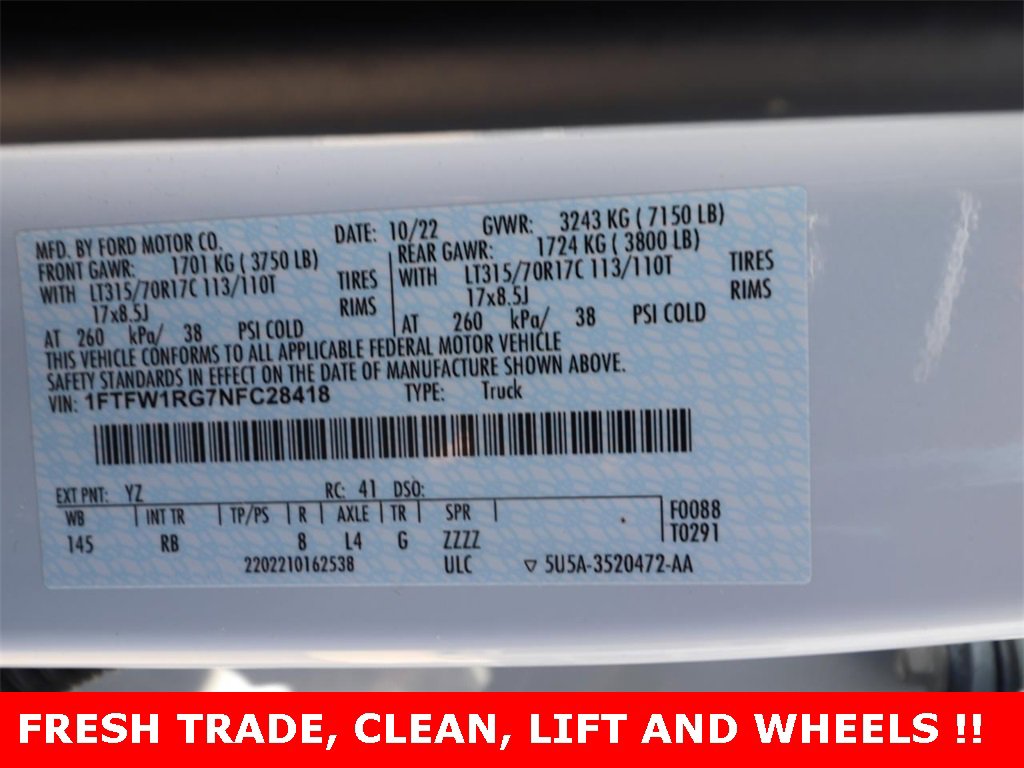 MFD. BY FORD MOTOR CO. DATE: 10/22 GVWR: 3243 KG ( 7150 LB)
FRONT GAWR: 1701 KG ( 3750 LB) REAR GAWR: 1724 KG ( 3800 LB)
WITH LT315/70R17C 113/110T TIRES WITH LT315/70R17C 113/110T TIRES
17x8.5J RIMS 17x8.5J RIMS
AT 260 kPa/ 38 PSI COLD AT 260 kPa/ 38 PSI COLD
THIS VEHICLE CONFORMS TO ALL APPLICABLE FEDERAL MOTOR VEHICLE
SAFETY STANDARDS IN EFFECT ON THE DATE OF MANUFACTURE SHOWN ABOVE.
VIN: 1FTFW1RG7NFC28418 TYPE: Truck
EXT PNT: YZ RC: 41 DSO:
WB INT TR TP/PS R AXLE TR SPR F0088
145 RB 8 L4 G ZZZZ T0291
2202210162538 ULC ▽ 5U5A-3520472-AA
FRESH TRADE, CLEAN, LIFT AND WHEELS !!